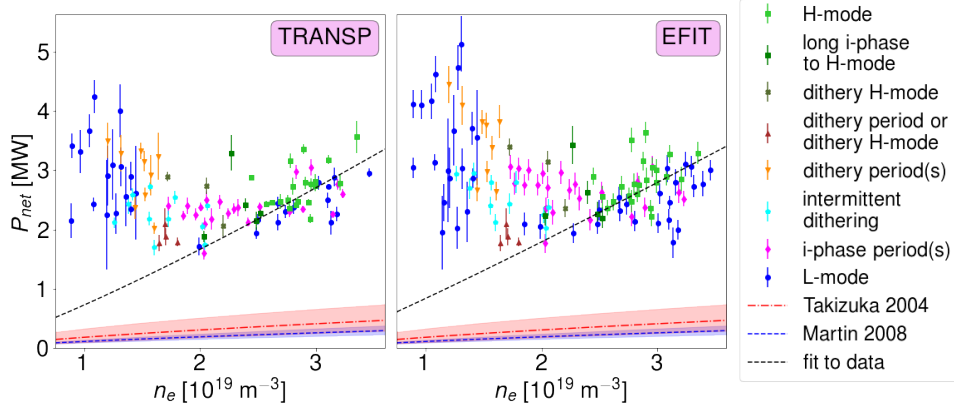 TRANSP
EFIT
5
4
3
2
1
0
P_net [MW]
1
2
3
1
2
3
n_e [10^19 m^−3]
n_e [10^19 m^−3]
H-mode
long i-phase
to H-mode
dithery H-mode
dithery period or
dithery H-mode
dithery period(s)
intermittent
dithering
i-phase period(s)
L-mode
Takizuka 2004
Martin 2008
fit to data